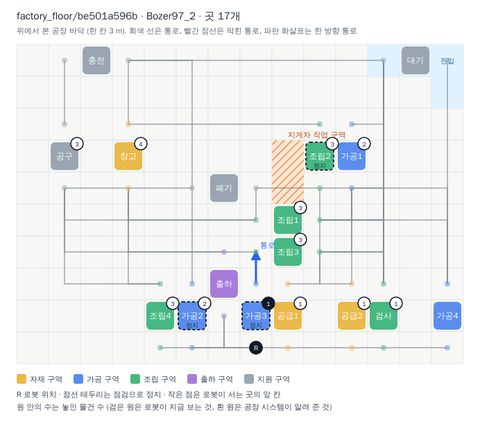 factory_floor/be501a596b · Bozer97_2 · 곳 17개
위에서 본 공장 바닥 (한 칸 3 m). 회색 선은 통로, 빨간 점선은 막힌 통로, 파란 화살표는 한 방향 통로
충전
대기
전립
지게차 작업 구역
3
4
3
2
공구
창고
조립2
가공1
정지
폐기
3
조립1
3
통로
조립3
출하
3
2
1
1
1
1
조립4
가공2
가공3
공급1
공급2
검사
가공4
정지
정지
R
자재 구역
가공 구역
조립 구역
출하 구역
지원 구역
R 로봇 위치 · 점선 테두리는 점검으로 정지 · 작은 점은 로봇이 서는 곳의 앞 칸
원 안의 수는 놓인 물건 수 (검은 원은 로봇이 지금 보는 것, 흰 원은 공장 시스템이 알려 준 것)